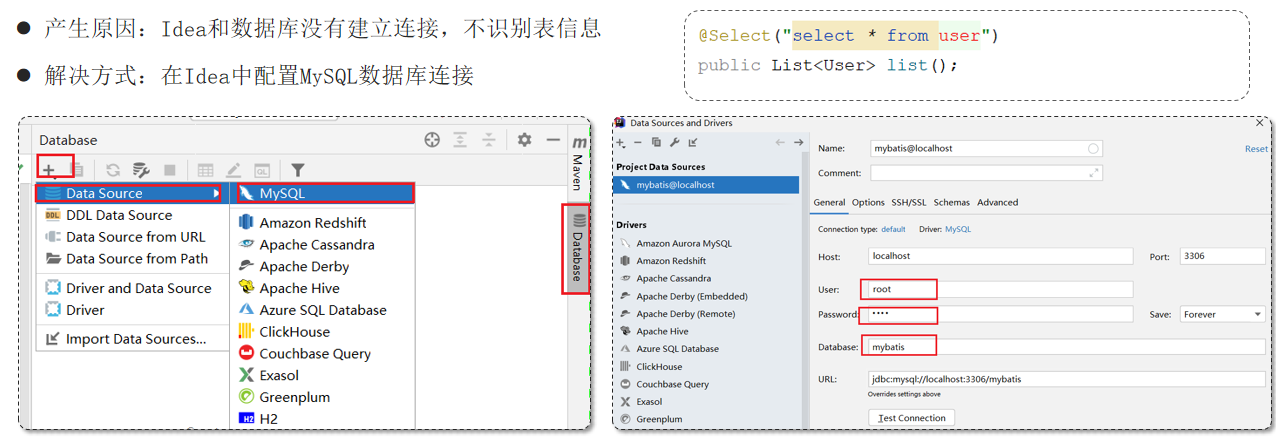 ● 产生原因：Idea和数据库没有建立连接，不识别表信息
● 解决方式：在Idea中配置MySQL数据库连接
@Select("select * from user")
public List<User> list();
Database
Data Source
DDL Data Source
Data Source from URL
Data Source from Path
Driver and Data Source
Driver
Import Data Sources...
MySQL
Amazon Redshift
Apache Cassandra
Apache Derby
Apache Hive
Azure SQL Database
ClickHouse
Couchbase Query
Exasol
Greenplum
H2
m Maven
Database
Data Sources and Drivers
Project Data Sources
mybatis@localhost
Drivers
Amazon Aurora MySQL
Amazon Redshift
Apache Cassandra
Apache Derby (Embedded)
Apache Derby (Remote)
Apache Hive
Azure SQL Database
ClickHouse
Couchbase Query
Exasol
Greenplum
Name: mybatis@localhost Reset
Comment:
General Options SSH/SSL Schemas Advanced
Connection type: default Driver: MySQL
Host: localhost Port: 3306
User: root
Password: •••• Save: Forever
Database: mybatis
URL: jdbc:mysql://localhost:3306/mybatis
Overrides settings above
Test Connection